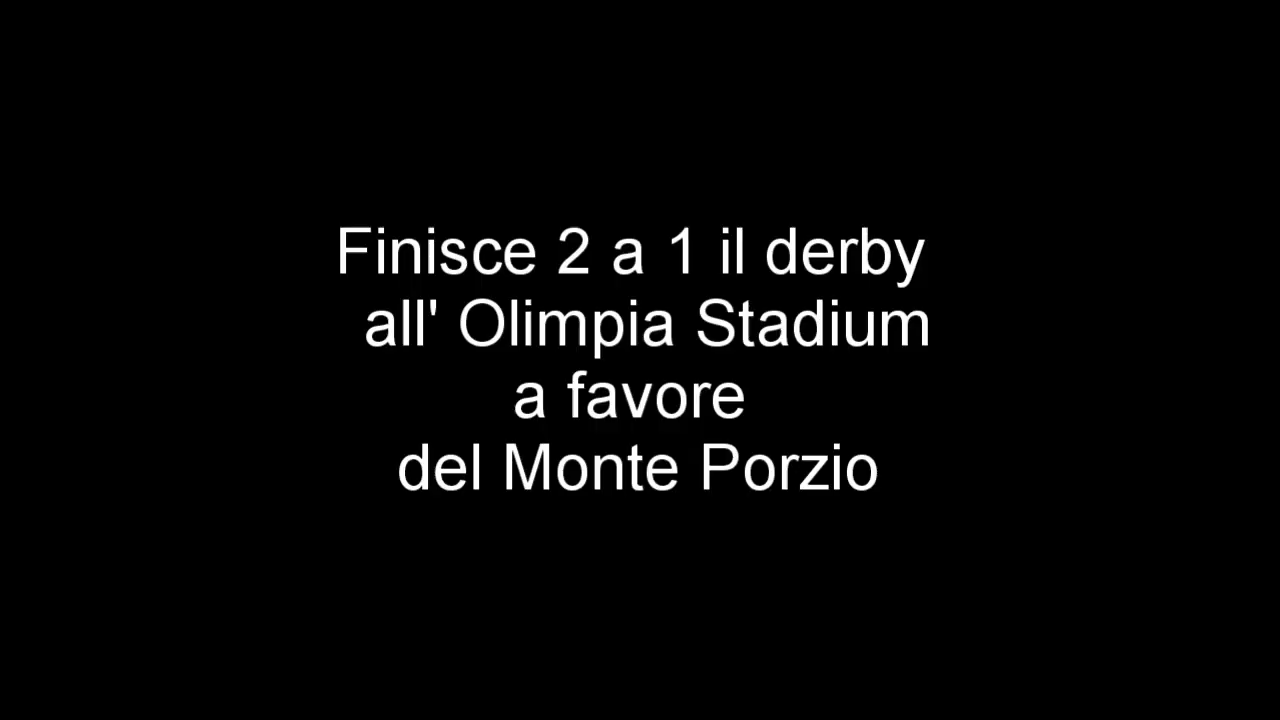 Finisce 2 a 1 il derby
all' Olimpia Stadium
a favore
del Monte Porzio